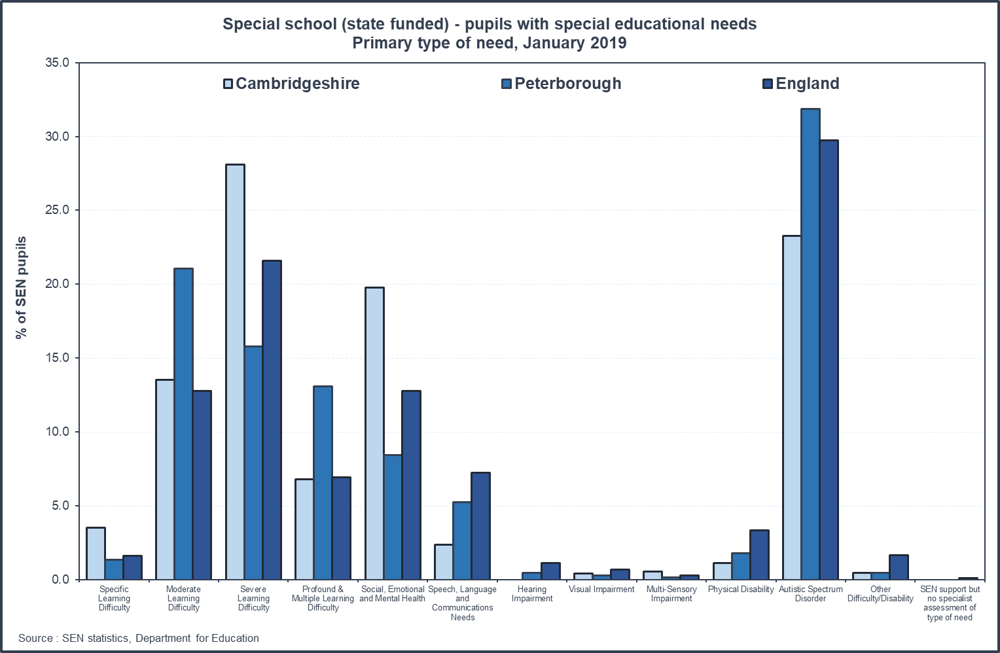 Special school (state funded) - pupils with special educational needs
Primary type of need, January 2019
35.0
30.0
25.0
20.0
15.0
10.0
5.0
0.0
% of SEN pupils
Cambridgeshire
Peterborough
England
Specific
Learning
Difficulty
Moderate
Learning
Difficulty
Severe
Learning
Difficulty
Profound &
Multiple Learning
Difficulty
Social, Emotional
and Mental Health
Speech, Language
and
Communications
Needs
Hearing
Impairment
Visual Impairment
Multi-Sensory
Impairment
Physical Disability
Autistic Spectrum
Disorder
Other
Difficulty/Disability
SEN support but
no specialist
assessment of
type of need
Source : SEN statistics, Department for Education